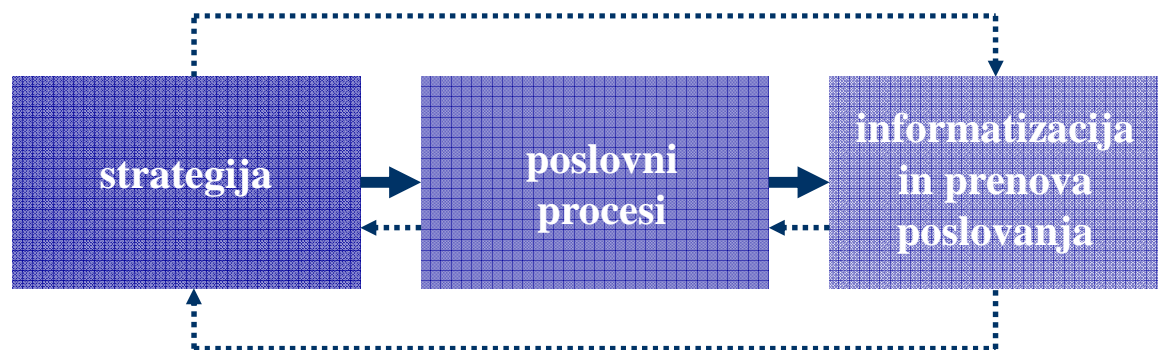 strategija
poslovni
procesi
informatizacija
in prenova
poslovanja